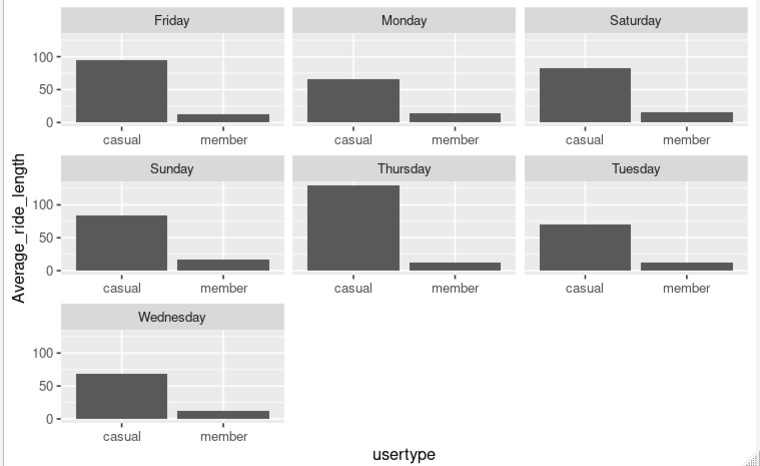 Friday
Monday
Saturday
100
50
0
casual
member
casual
member
casual
member
Sunday
Thursday
Tuesday
100
50
0
casual
member
casual
member
casual
member
Wednesday
100
50
0
casual
member
Average_ride_length
usertype